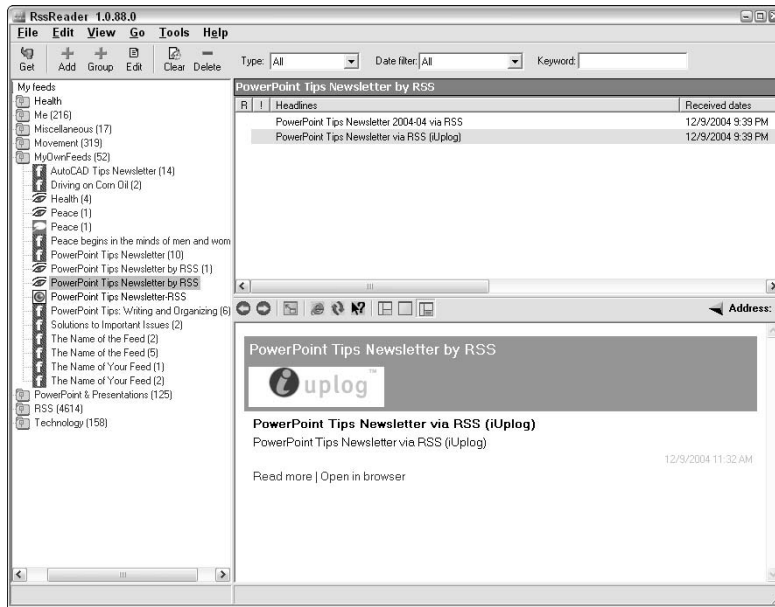 RssReader 1.0.88.0
File Edit View Go Tools Help
Get Add Group Edit Clear Delete Type: All Date filter: All Keyword:
My feeds
Health
Me (216)
Miscellaneous (17)
Movement (319)
MyOwnFeeds (52)
AutoCAD Tips Newsletter (14)
Driving on Corn Oil (2)
Health (4)
Peace (1)
Peace (1)
Peace begins in the minds of men and wom
PowerPoint Tips Newsletter (10)
PowerPoint Tips Newsletter by RSS (1)
PowerPoint Tips Newsletter by RSS
PowerPoint Tips Newsletter-RSS
PowerPoint Tips: Writing and Organizing (6)
Solutions to Important Issues (2)
The Name of the Feed (2)
The Name of the Feed (5)
The Name of Your Feed (1)
The Name of Your Feed (2)
PowerPoint & Presentations (125)
RSS (4614)
Technology (158)
PowerPoint Tips Newsletter by RSS
R ! Headlines Received dates
PowerPoint Tips Newsletter 2004-04 via RSS 12/9/2004 9:39 PM
PowerPoint Tips Newsletter via RSS (iUplog) 12/9/2004 9:39 PM
Address:
PowerPoint Tips Newsletter by RSS
i uplog™
PowerPoint Tips Newsletter via RSS (iUplog)
PowerPoint Tips Newsletter via RSS (iUplog)
12/9/2004 11:32 AM
Read more | Open in browser